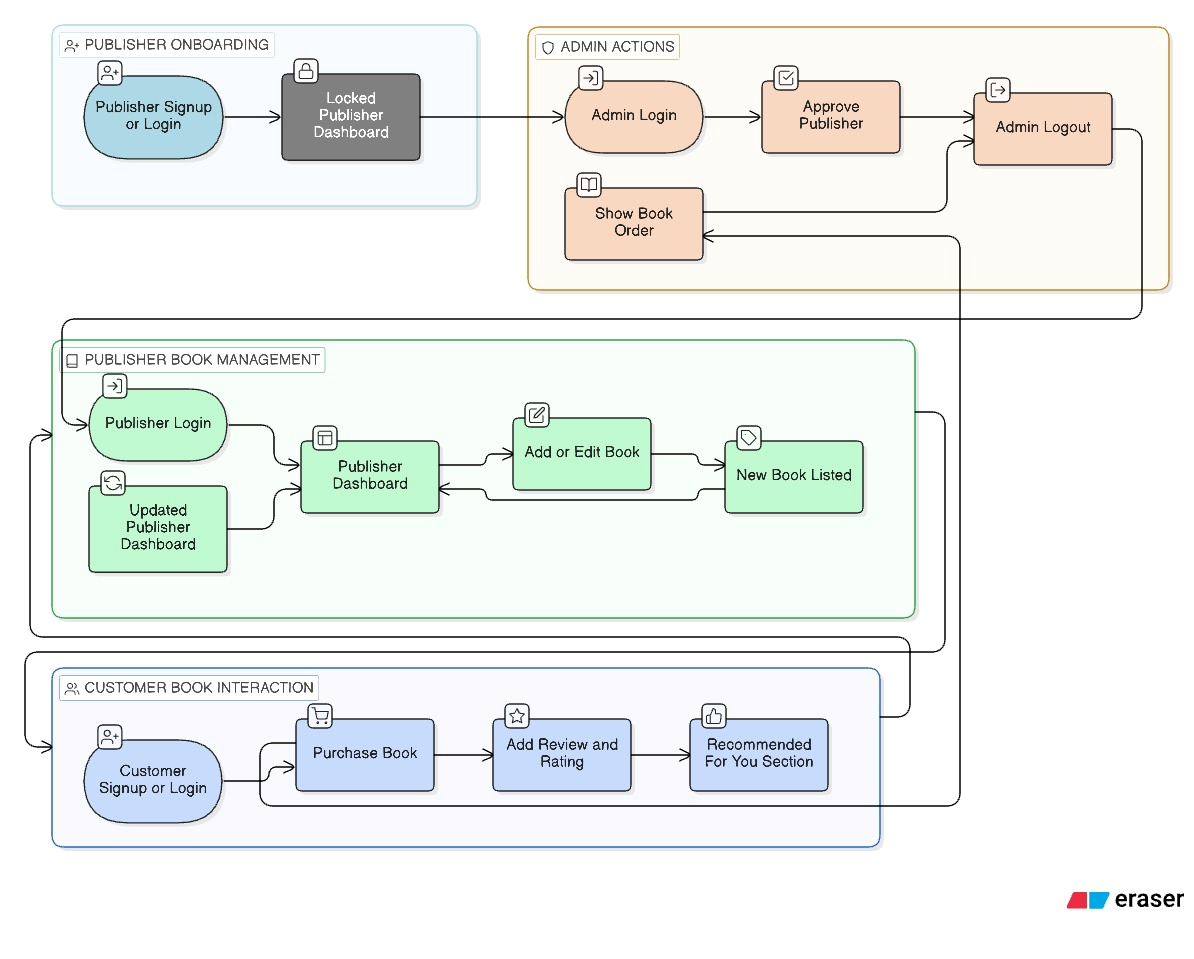 PUBLISHER ONBOARDING
Publisher Signup
or Login
Locked
Publisher
Dashboard
ADMIN ACTIONS
Admin Login
Approve
Publisher
Admin Logout
Show Book
Order
PUBLISHER BOOK MANAGEMENT
Publisher Login
Updated
Publisher
Dashboard
Publisher
Dashboard
Add or Edit Book
New Book Listed
CUSTOMER BOOK INTERACTION
Customer
Signup or Login
Purchase Book
Add Review and
Rating
Recommended
For You Section
eraser